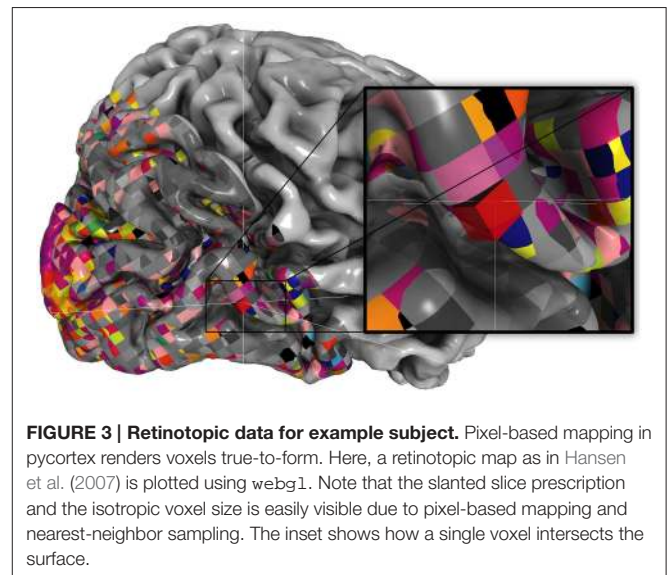 FIGURE 3 | Retinotopic data for example subject. Pixel-based mapping in
pycortex renders voxels true-to-form. Here, a retinotopic map as in Hansen
et al. (2007) is plotted using webgl. Note that the slanted slice prescription
and the isotropic voxel size is easily visible due to pixel-based mapping and
nearest-neighbor sampling. The inset shows how a single voxel intersects the
surface.